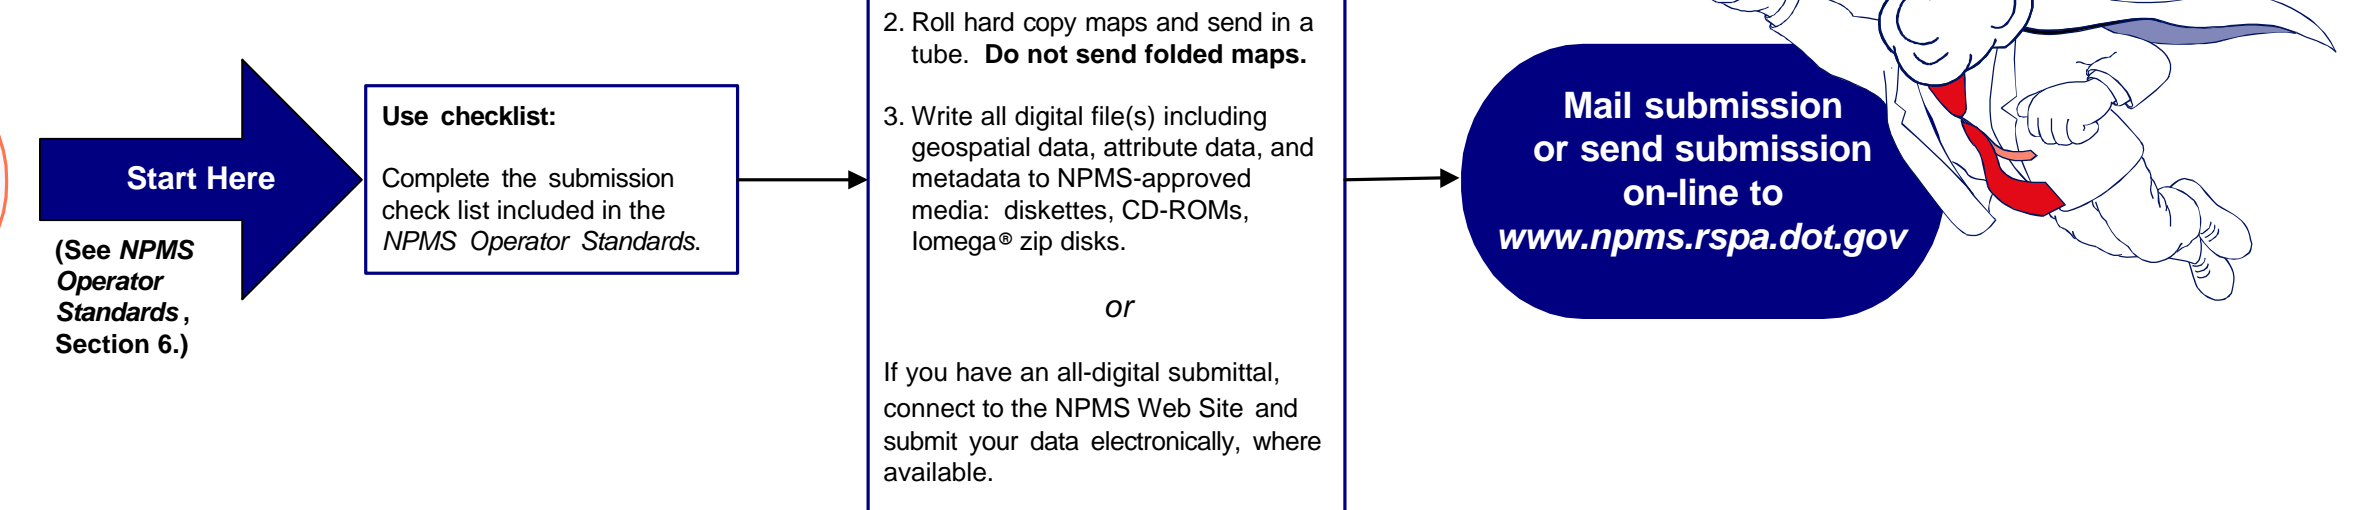 Start Here
(See NPMS
Operator
Standards,
Section 6.)
Use checklist:
Complete the submission
check list included in the
NPMS Operator Standards.
2. Roll hard copy maps and send in a
tube. Do not send folded maps.
3. Write all digital file(s) including
geospatial data, attribute data, and
metadata to NPMS-approved
media: diskettes, CD-ROMs,
Iomega® zip disks.
or
If you have an all-digital submittal,
connect to the NPMS Web Site and
submit your data electronically, where
available.
Mail submission
or send submission
on-line to
www.npms.rspa.dot.gov